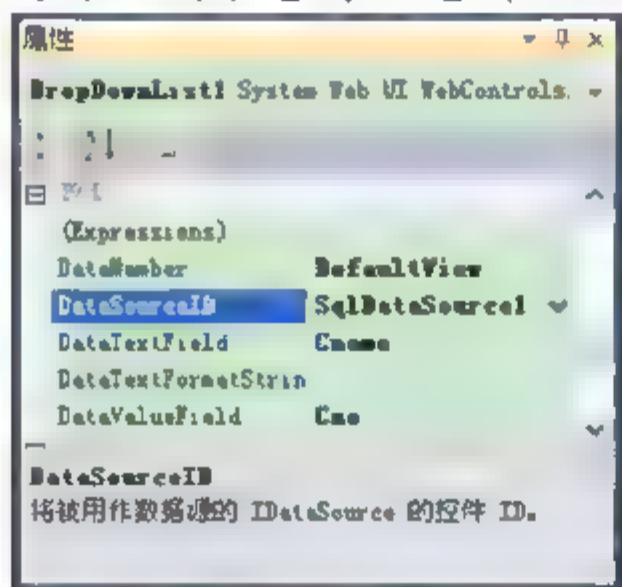 属性
DropDownList1 System.Web.UI.WebControls.
(Expressions)
DataMember DefaultView
DataSourceID SqlDataSource1
DataTextField Cname
DataTextFormatStrin
DataValueField Cno
DataSourceID
将被用作数据源的 IDataSource 的控件 ID。